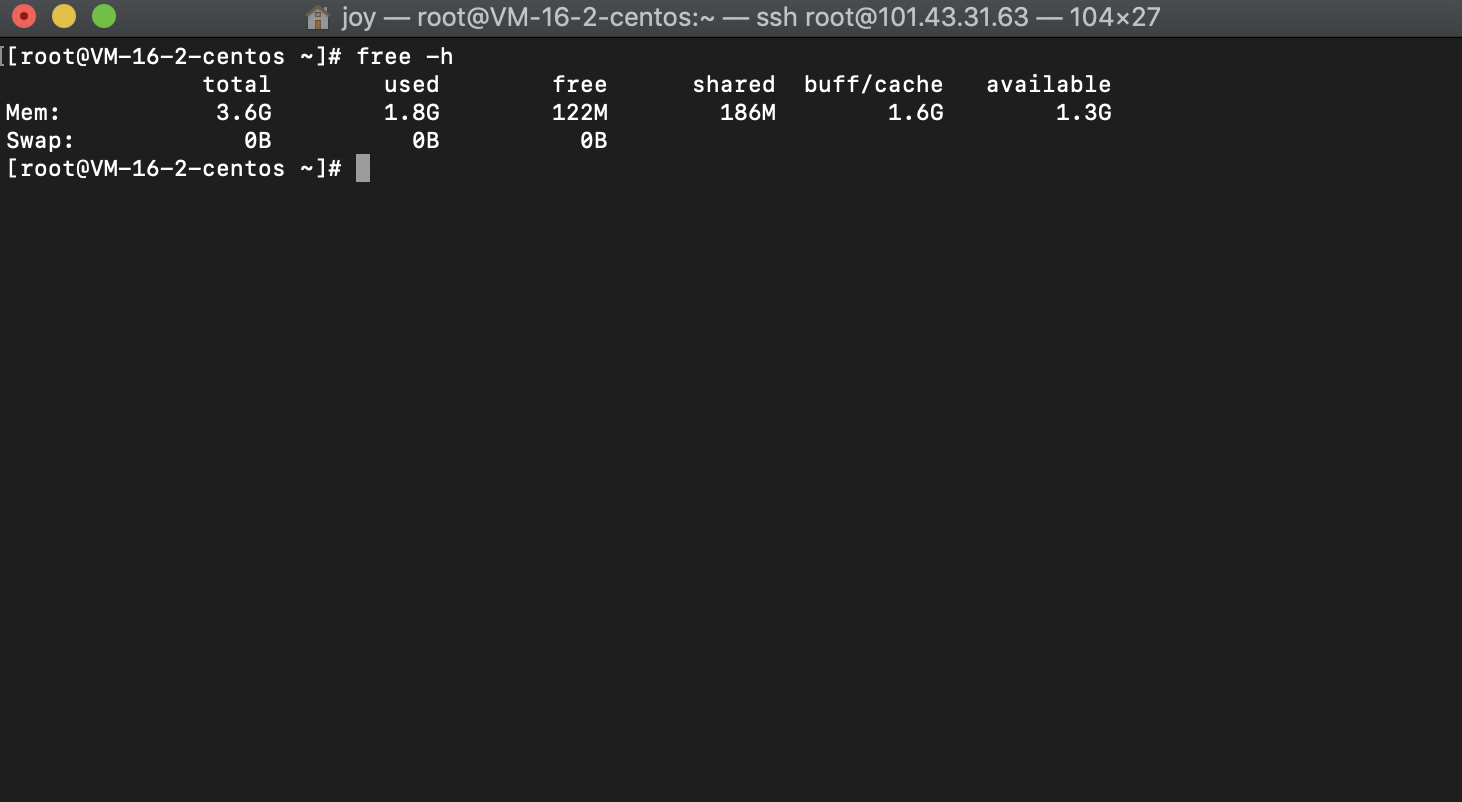 joy — root@VM-16-2-centos:~ — ssh root@101.43.31.63 — 104×27
[[root@VM-16-2-centos ~]# free -h
              total        used        free      shared  buff/cache   available
Mem:           3.6G        1.8G        122M        186M        1.6G        1.3G
Swap:            0B          0B          0B
[root@VM-16-2-centos ~]#